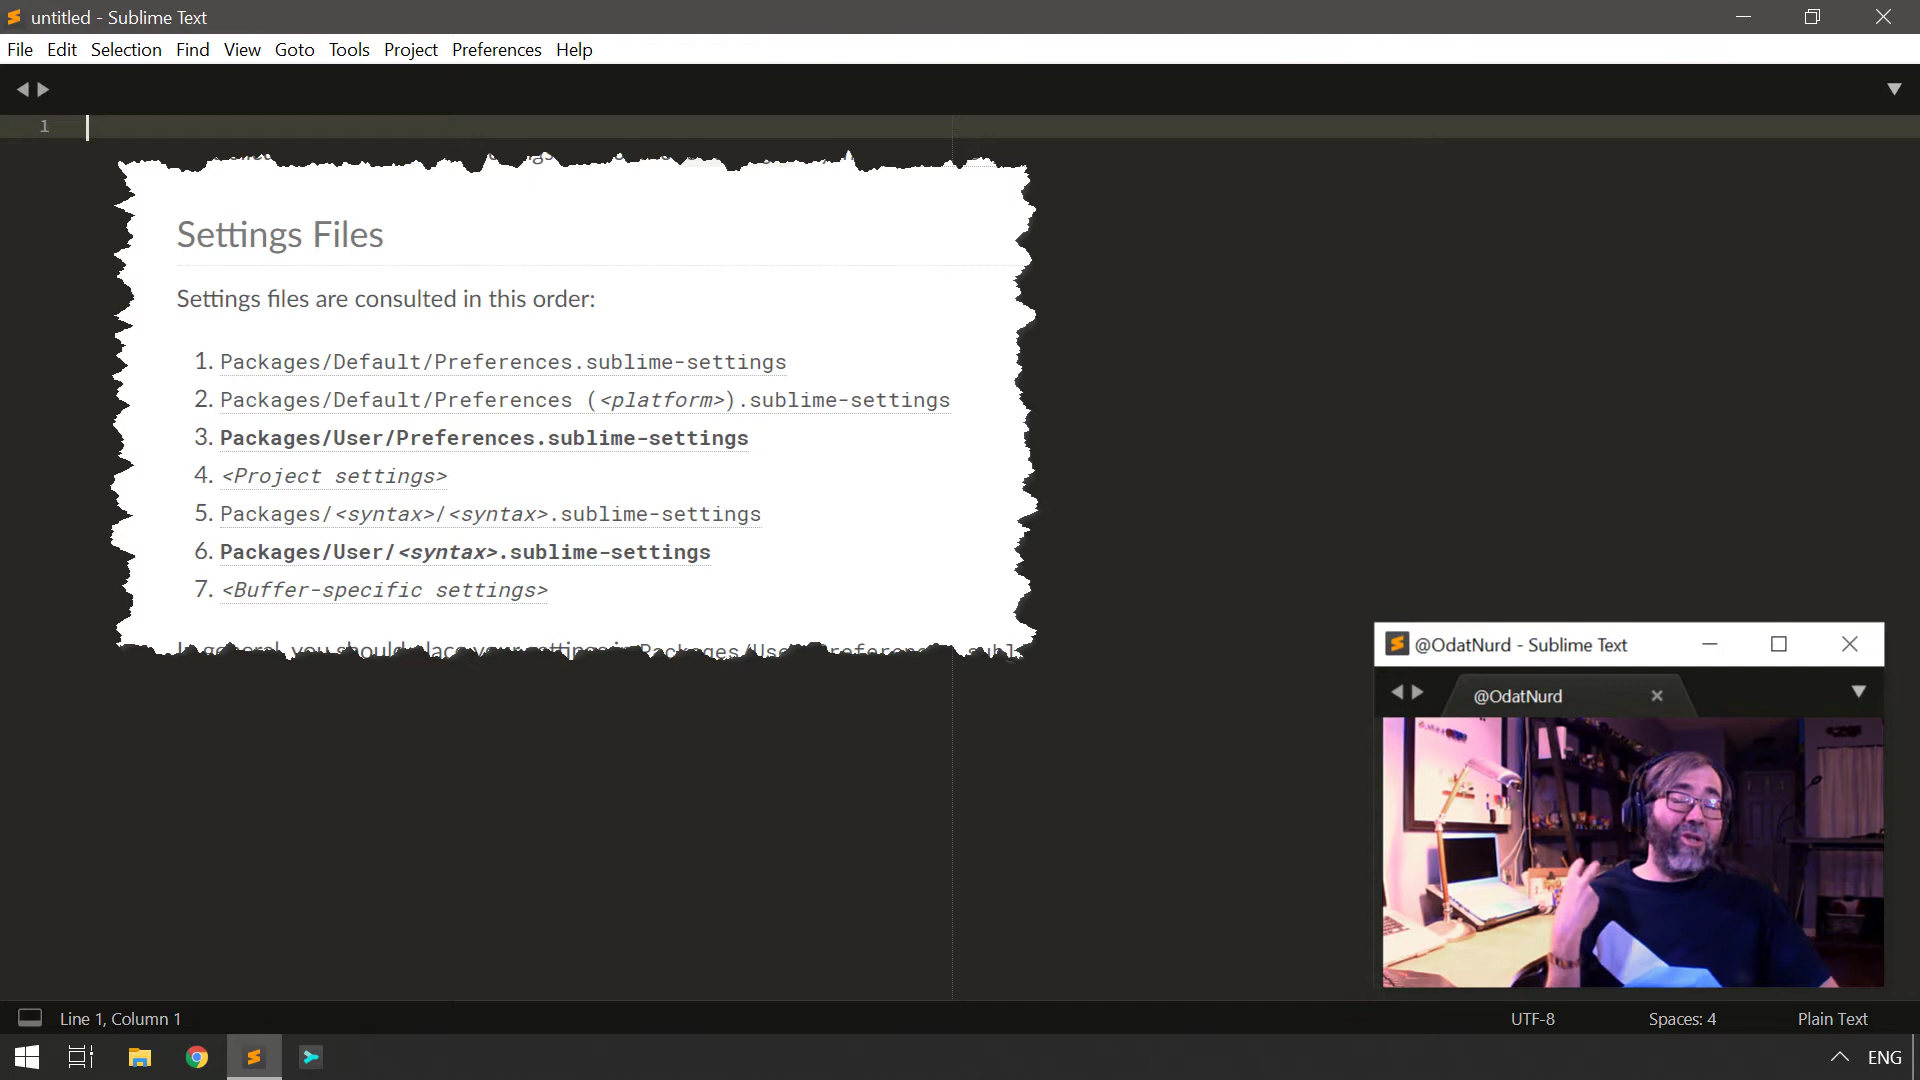 untitled - Sublime Text
File Edit Selection Find View Goto Tools Project Preferences Help
1
Settings Files
Settings files are consulted in this order:
1. Packages/Default/Preferences.sublime-settings
2. Packages/Default/Preferences (<platform>).sublime-settings
3. Packages/User/Preferences.sublime-settings
4. <Project settings>
5. Packages/<syntax>/<syntax>.sublime-settings
6. Packages/User/<syntax>.sublime-settings
7. <Buffer-specific settings>
@OdatNurd - Sublime Text
@OdatNurd
Line 1, Column 1 UTF-8 Spaces: 4 Plain Text
ENG